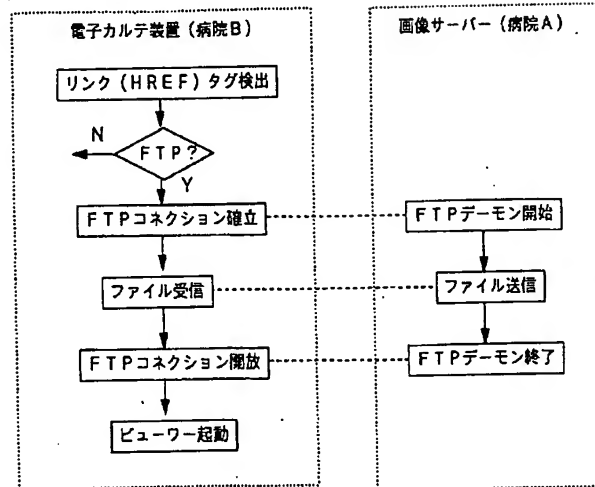 電子カルテ装置（病院B）
画像サーバー（病院A）
リンク（HREF）タグ検出
N
FTP？
Y
FTPコネクション確立
FTPデーモン開始
ファイル受信
ファイル送信
FTPコネクション開放
FTPデーモン終了
ビューワー起動